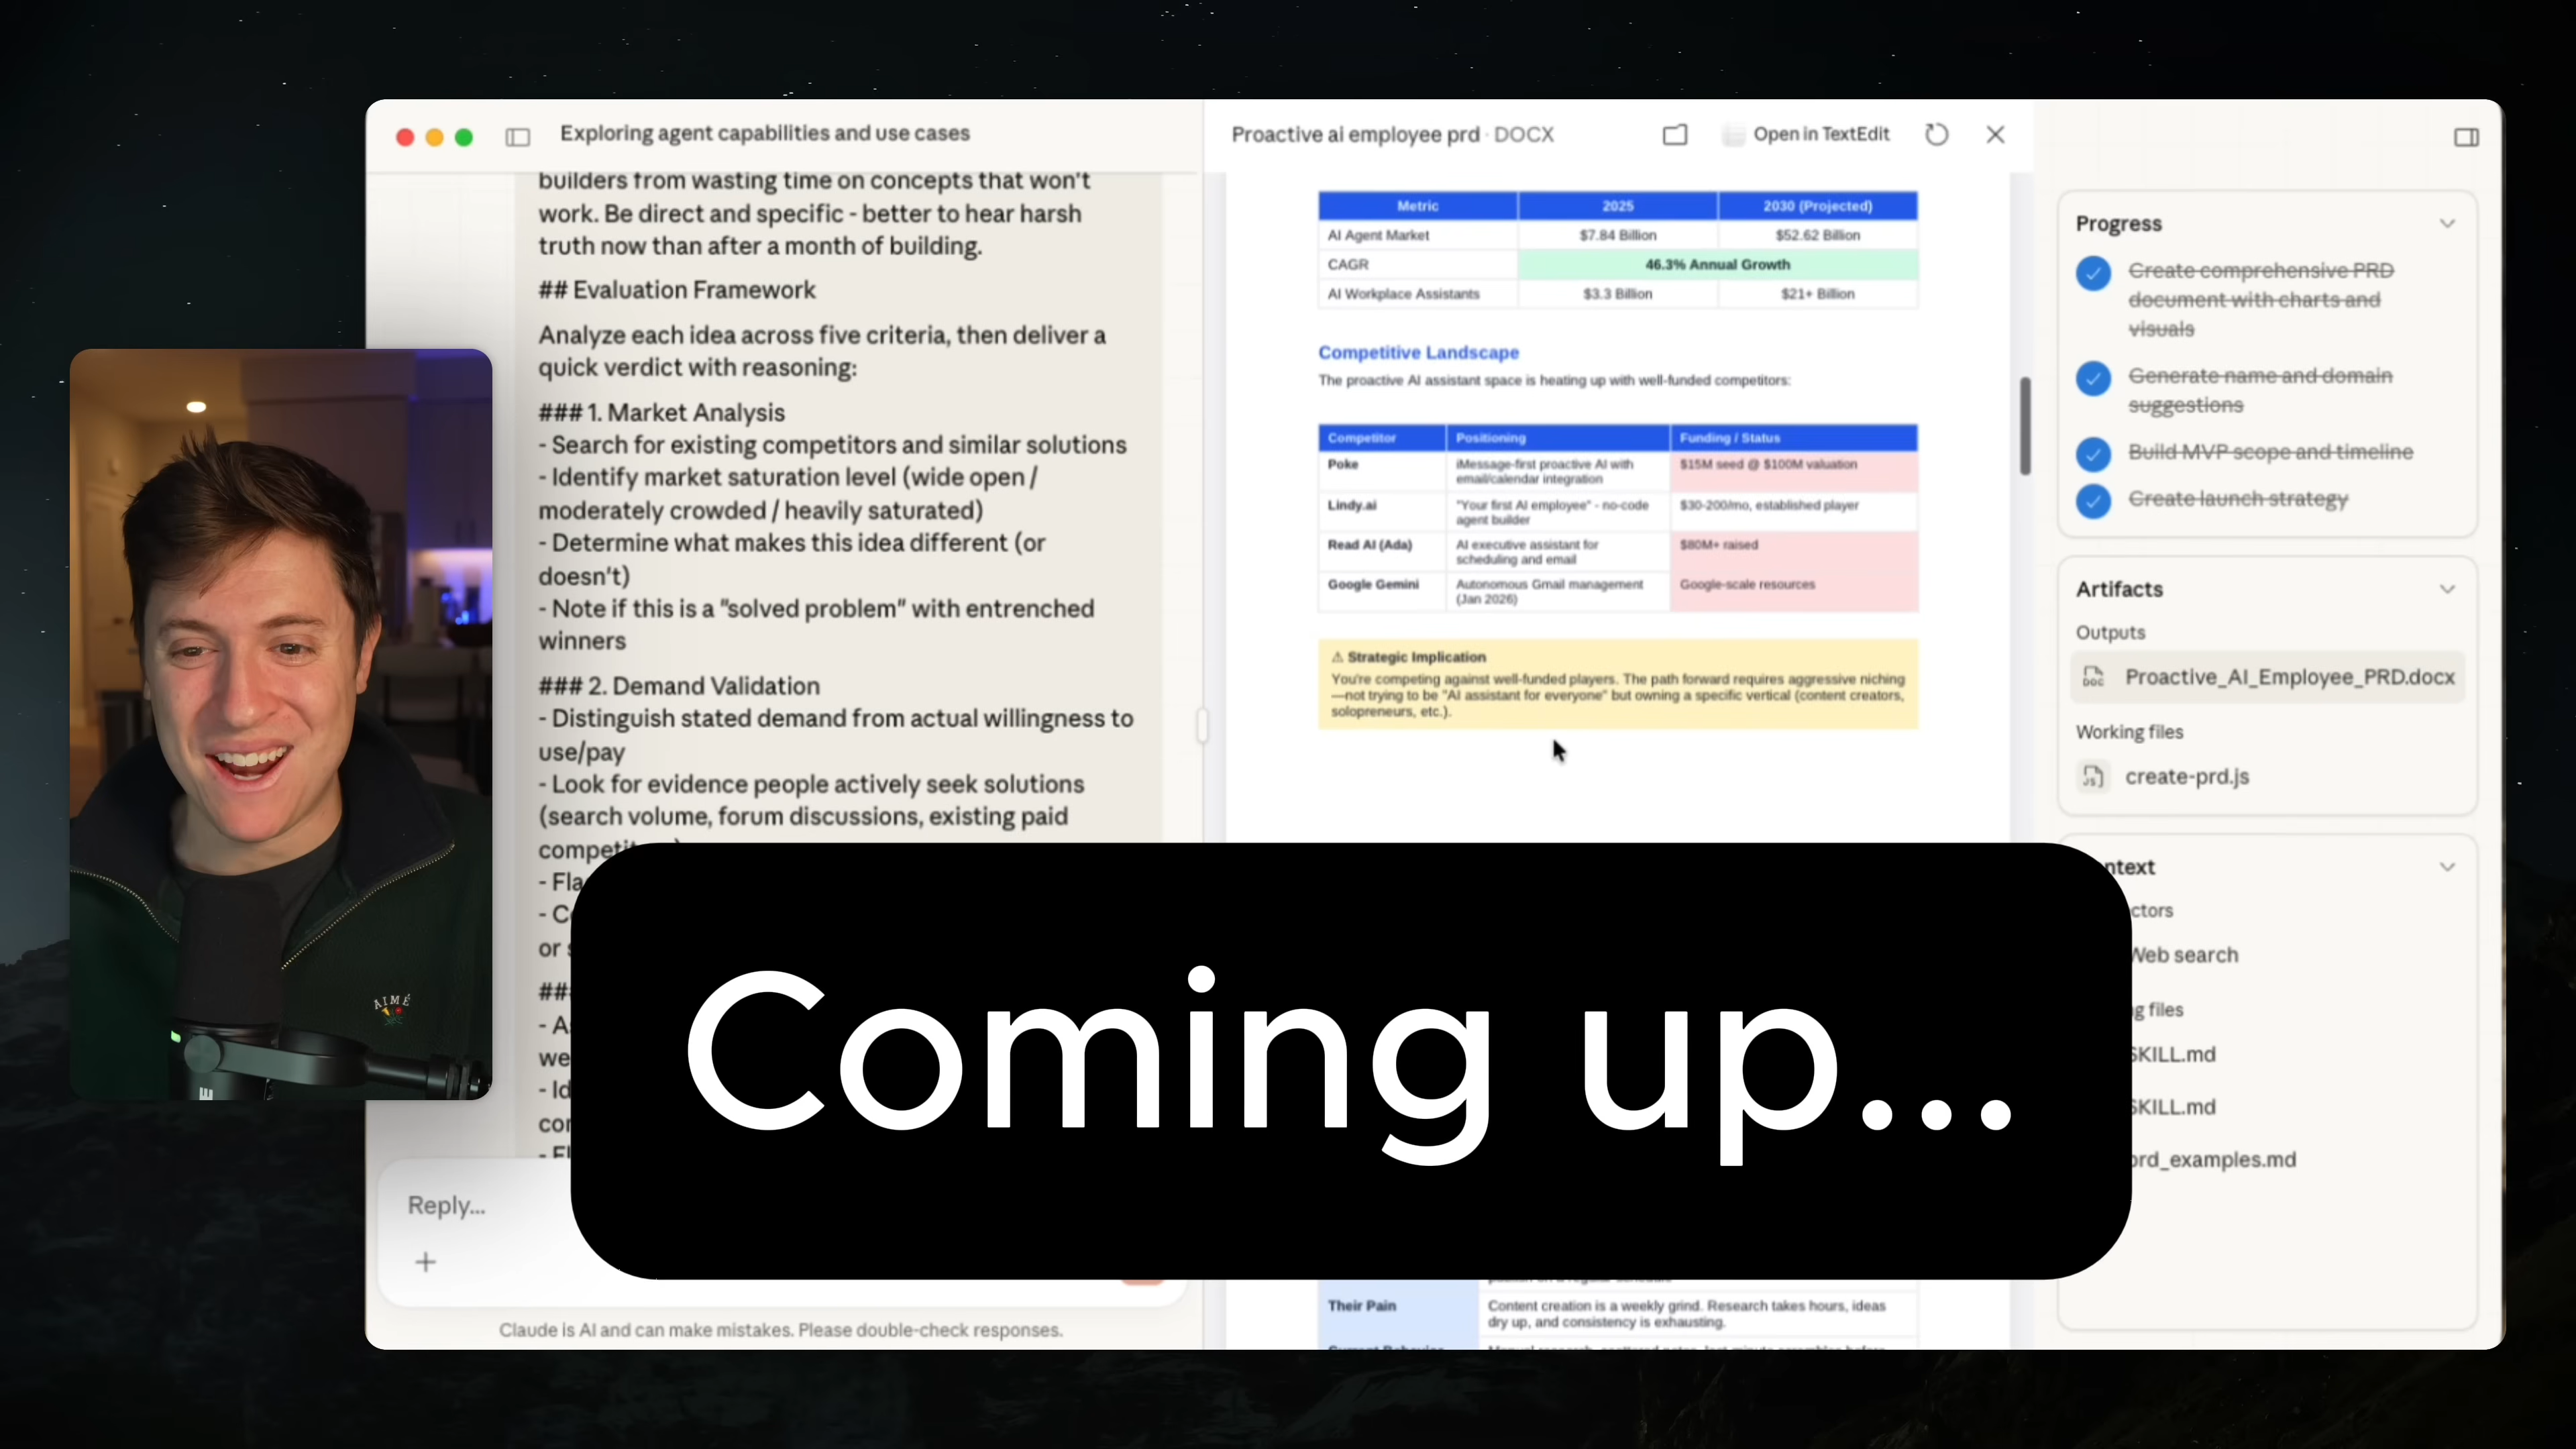 Exploring agent capabilities and use cases
builders from wasting time on concepts that won't
work. Be direct and specific - better to hear harsh
truth now than after a month of building.
## Evaluation Framework
Analyze each idea across five criteria, then deliver a
quick verdict with reasoning:
### 1. Market Analysis
- Search for existing competitors and similar solutions
- Identify market saturation level (wide open /
moderately crowded / heavily saturated)
- Determine what makes this idea different (or
doesn't)
- Note if this is a "solved problem" with entrenched
winners
### 2. Demand Validation
- Distinguish stated demand from actual willingness to
use/pay
- Look for evidence people actively seek solutions
(search volume, forum discussions, existing paid
or
Reply...
Claude is AI and can make mistakes. Please double-check responses.
Proactive ai employee prd · DOCX
Open in TextEdit
Metric 2025 2030 (Projected)
AI Agent Market $7.84 Billion $52.62 Billion
CAGR 46.3% Annual Growth
AI Workplace Assistants $3.3 Billion $21+ Billion
Competitive Landscape
The proactive AI assistant space is heating up with well-funded competitors:
Competitor Positioning Funding / Status
Poke iMessage-first proactive AI with $15M seed @ $100M valuation
email/calendar integration
Lindy.ai "Your first AI employee" - no-code $30-200/mo, established player
agent builder
Read AI (Ada) AI executive assistant for $80M+ raised
scheduling and email
Google Gemini Autonomous Gmail management Google-scale resources
(Jan 2026)
⚠ Strategic Implication
You're competing against well-funded players. The path forward requires aggressive niching
—not trying to be "AI assistant for everyone" but owning a specific vertical (content creators,
solopreneurs, etc.).
Their Pain Content creation is a weekly grind. Research takes hours, ideas
dry up, and consistency is exhausting.
Progress
Create comprehensive PRD
document with charts and
visuals
Generate name and domain
suggestions
Build MVP scope and timeline
Create launch strategy
Artifacts
Outputs
DOC
Proactive_AI_Employee_PRD.docx
Working files
JS
create-prd.js
ntext
ctors
Web search
g files
SKILL.md
SKILL.md
prd_examples.md
AIMÉ
Coming up...